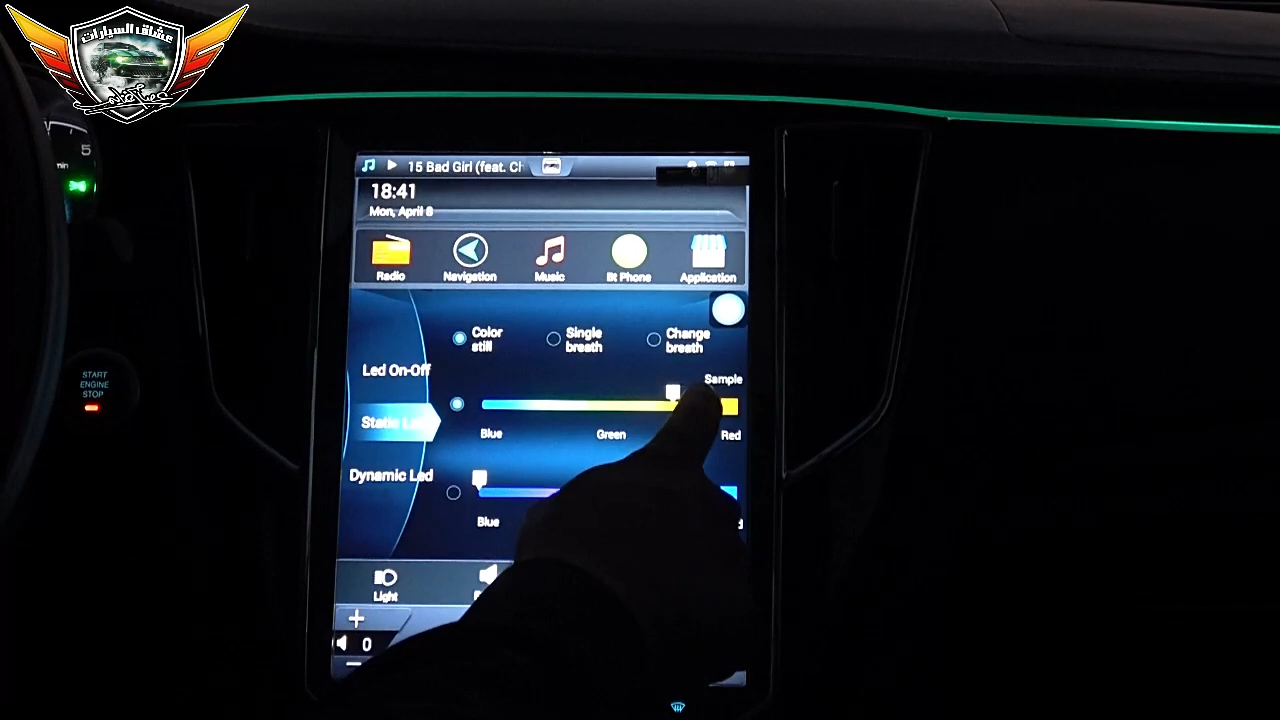 عشاق السيارات
15 Bad Girl (feat. Ch
18:41
Mon, April 8
Radio
Navigation
Music
Bt Phone
Application
Color still
Single breath
Change breath
Led On-Off
Sample
Blue
Green
Red
Dynamic Led
Blue
Light
0
5
START
ENGINE
STOP